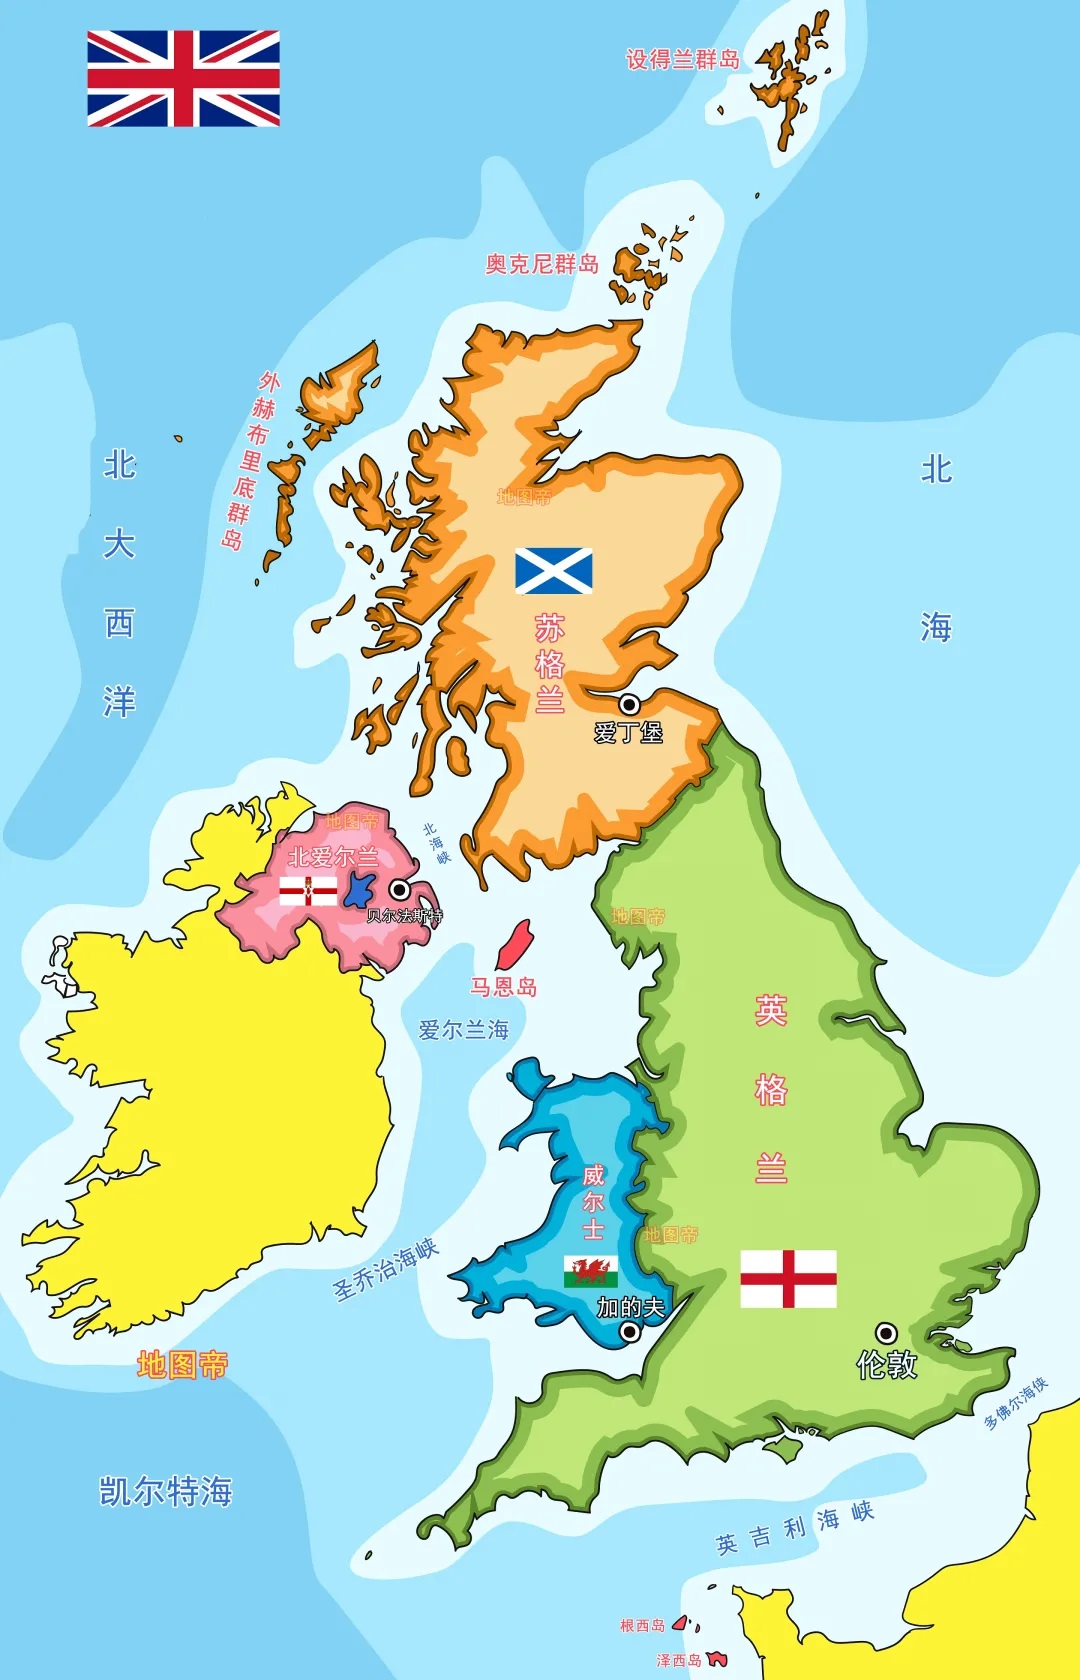 设得兰群岛
奥克尼群岛
外赫布里底群岛
北大西洋
北海
地图帝
苏格兰
爱丁堡
北海峡
地图帝
北爱尔兰
贝尔法斯特
地图帝
马恩岛
爱尔兰海
英格兰
威尔士
地图帝
圣乔治海峡
加的夫
伦敦
地图帝
多佛尔海侠
凯尔特海
英吉利海峡
根西岛
泽西岛